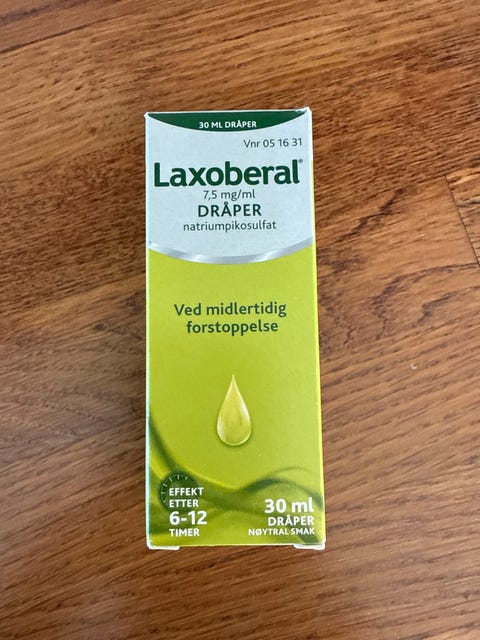 30 ML DRÅPER
Vnr 05 16 31
Laxoberal®
7,5 mg/ml
DRÅPER
natriumpikosulfat
Ved midlertidig
forstoppelse
EFFEKT
ETTER
6-12
TIMER
30 ml
DRÅPER
NØYTRAL SMAK